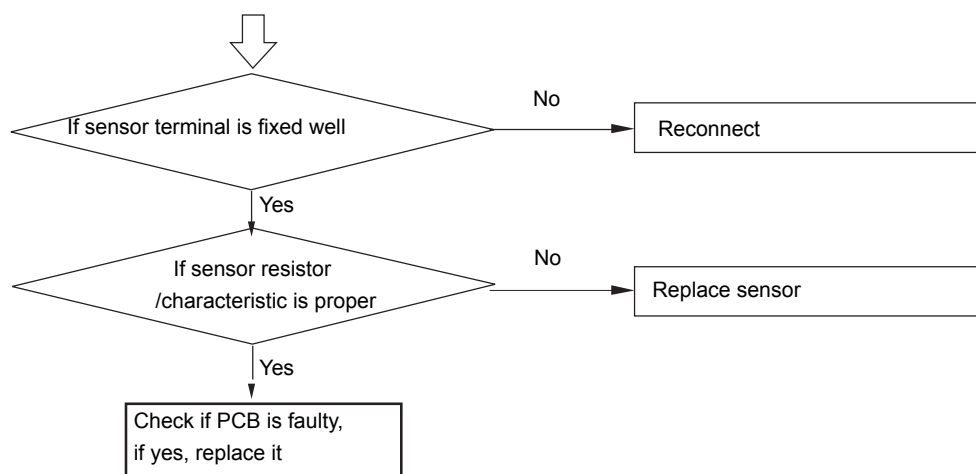 No
If sensor terminal is fixed well
Reconnect
Yes
If sensor resistor
/characteristic is proper
No
Replace sensor
Yes
Check if PCB is faulty,
if yes, replace it